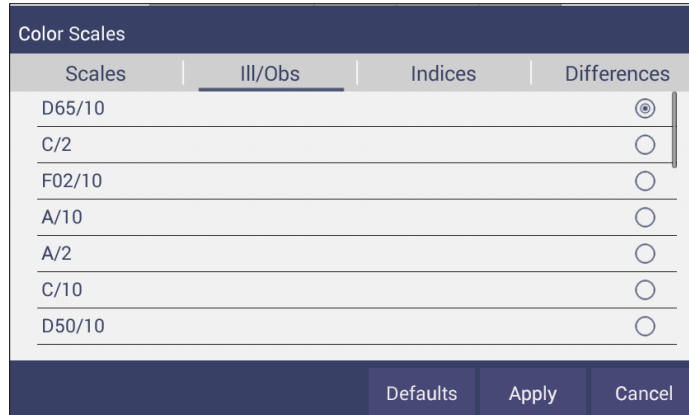 Color Scales
Scales Ill/Obs Indices Differences
D65/10
C/2
F02/10
A/10
A/2
C/10
D50/10
Defaults Apply Cancel